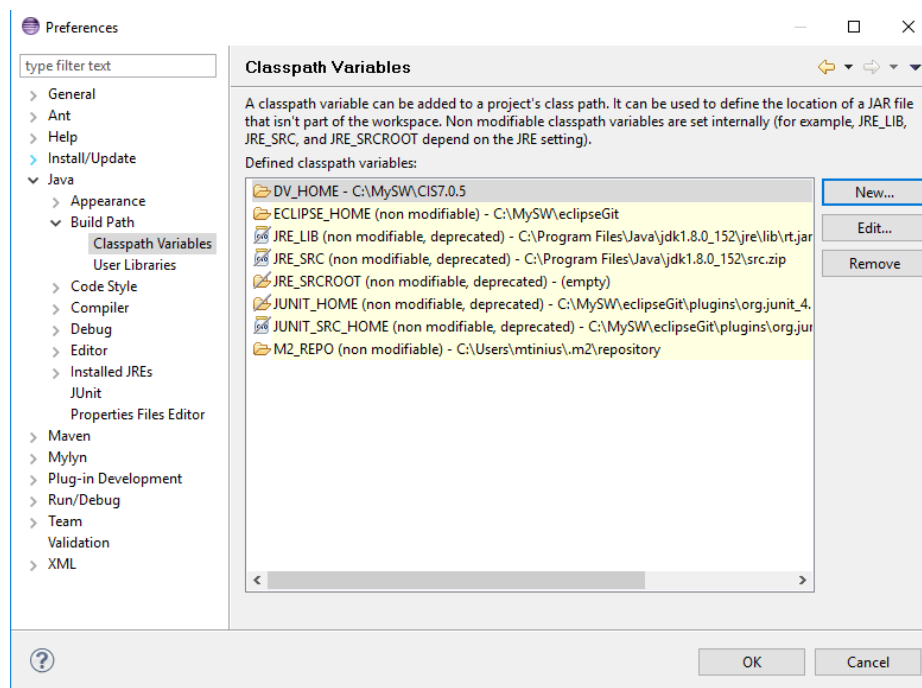 Preferences
type filter text
General
Ant
Help
Install/Update
Java
Appearance
Build Path
Classpath Variables
User Libraries
Code Style
Compiler
Debug
Editor
Installed JREs
JUnit
Properties Files Editor
Maven
Mylyn
Plug-in Development
Run/Debug
Team
Validation
XML
Classpath Variables
A classpath variable can be added to a project's class path. It can be used to define the location of a JAR file
that isn't part of the workspace. Non modifiable classpath variables are set internally (for example, JRE_LIB,
JRE_SRC, and JRE_SRCROOT depend on the JRE setting).
Defined classpath variables:
DV_HOME - C:\MySW\CIS7.0.5
ECLIPSE_HOME (non modifiable) - C:\MySW\eclipseGit
JRE_LIB (non modifiable, deprecated) - C:\Program Files\Java\jdk1.8.0_152\jre\lib\rt.jar
JRE_SRC (non modifiable, deprecated) - C:\Program Files\Java\jdk1.8.0_152\src.zip
JRE_SRCROOT (non modifiable, deprecated) - (empty)
JUNIT_HOME (non modifiable, deprecated) - C:\MySW\eclipseGit\plugins\org.junit_4.
JUNIT_SRC_HOME (non modifiable, deprecated) - C:\MySW\eclipseGit\plugins\org.jur
M2_REPO (non modifiable) - C:\Users\mtinius\.m2\repository
New...
Edit...
Remove
OK
Cancel